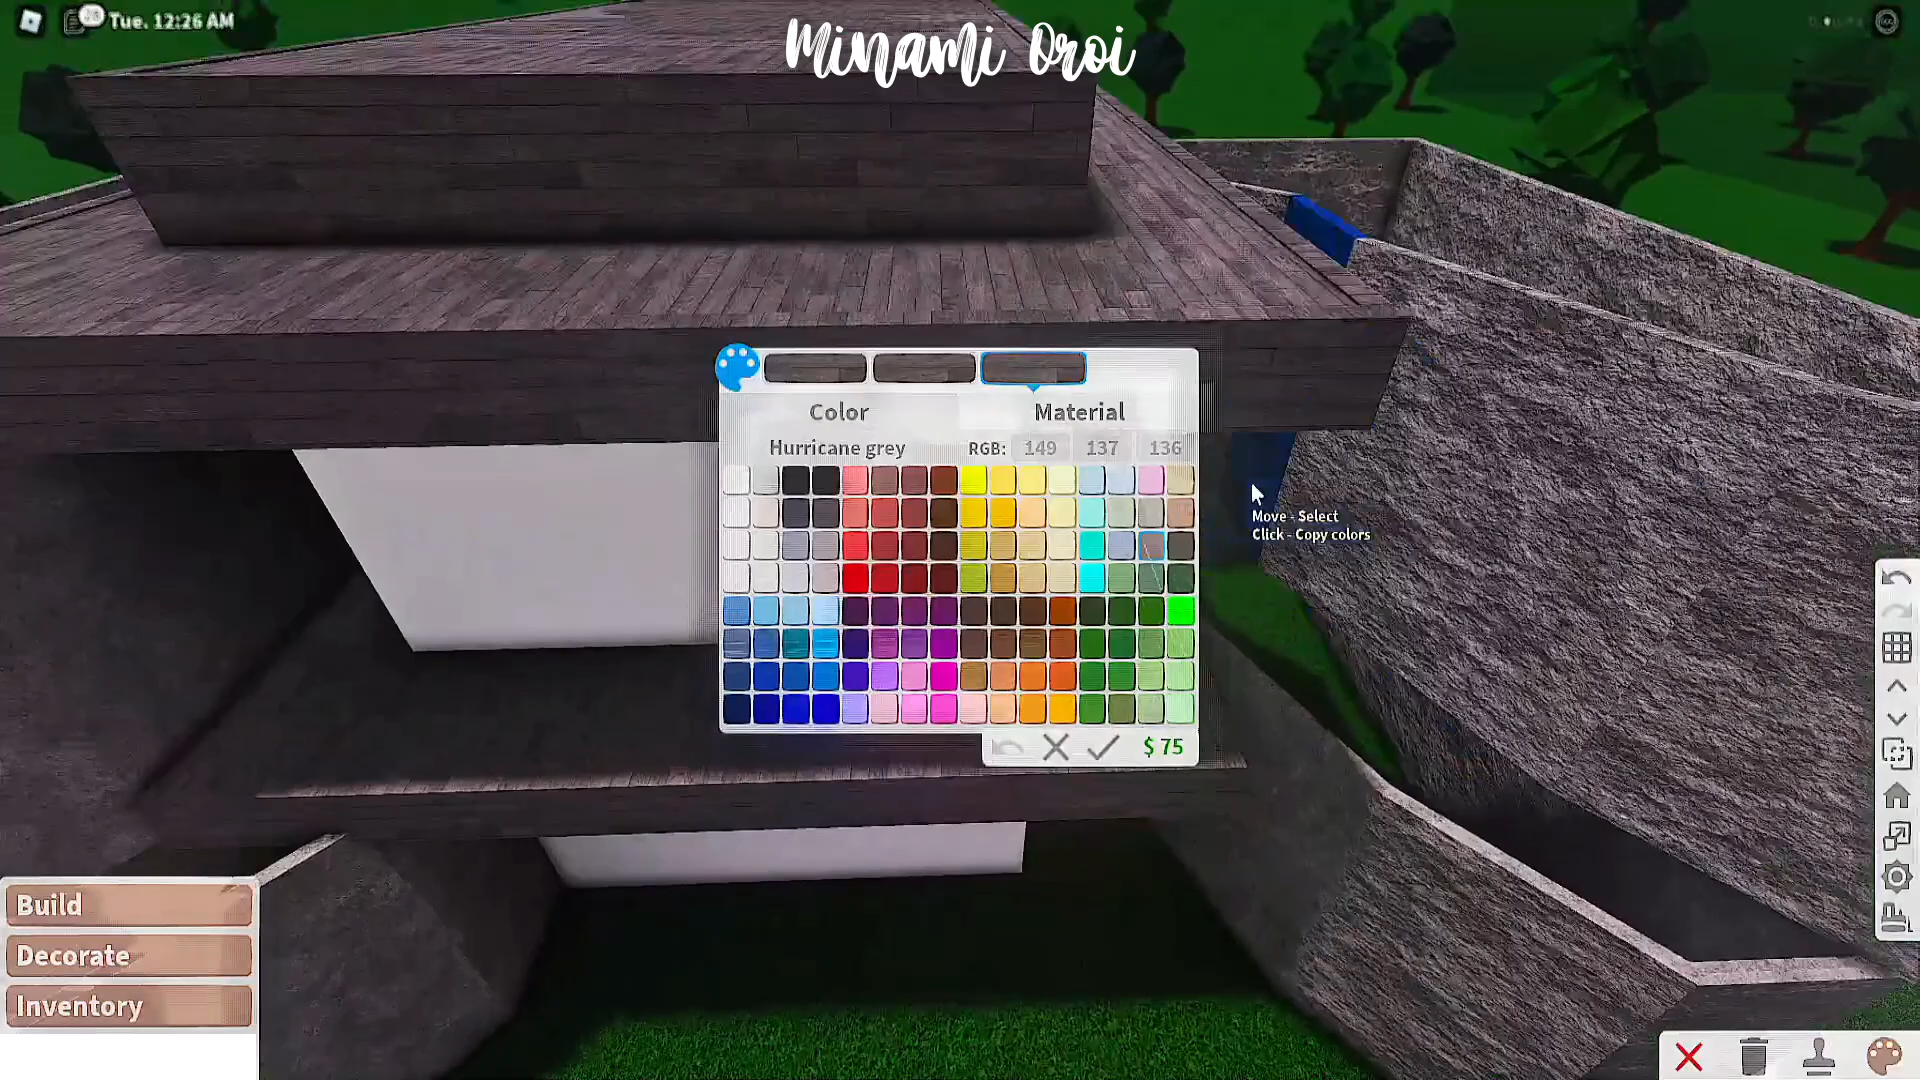 Tue. 12:26 AM
Minami Oroi
Color
Material
Hurricane grey
RGB: 149 137 136
Move - Select
Click - Copy colors
$ 75
Build
Decorate
Inventory